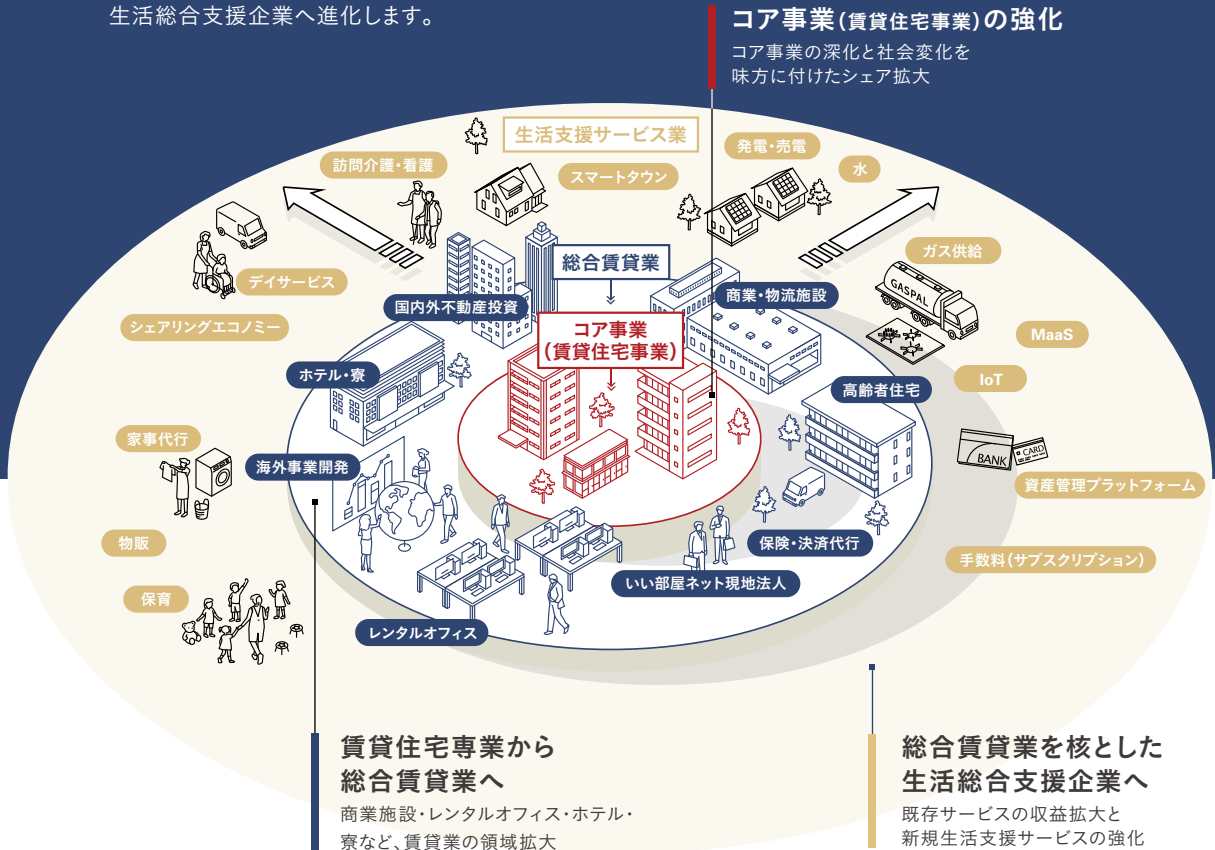 生活総合支援企業へ進化します。
コア事業(賃貸住宅事業)の強化
コア事業の深化と社会変化を
味方に付けたシェア拡大
生活支援サービス業
発電・売電
訪問介護・看護
スマートタウン
水
総合賃貸業
ガス供給
デイサービス
国内外不動産投資
商業・物流施設
GASPAL
シェアリングエコノミー
コア事業
(賃貸住宅事業)
MaaS
ホテル・寮
高齢者住宅
IoT
家事代行
海外事業開発
BANK
CARD
資産管理プラットフォーム
物販
保険・決済代行
手数料(サブスクリプション)
保育
いい部屋ネット現地法人
レンタルオフィス
賃貸住宅専業から
総合賃貸業へ
商業施設・レンタルオフィス・ホテル・
寮など、賃貸業の領域拡大
総合賃貸業を核とした
生活総合支援企業へ
既存サービスの収益拡大と
新規生活支援サービスの強化